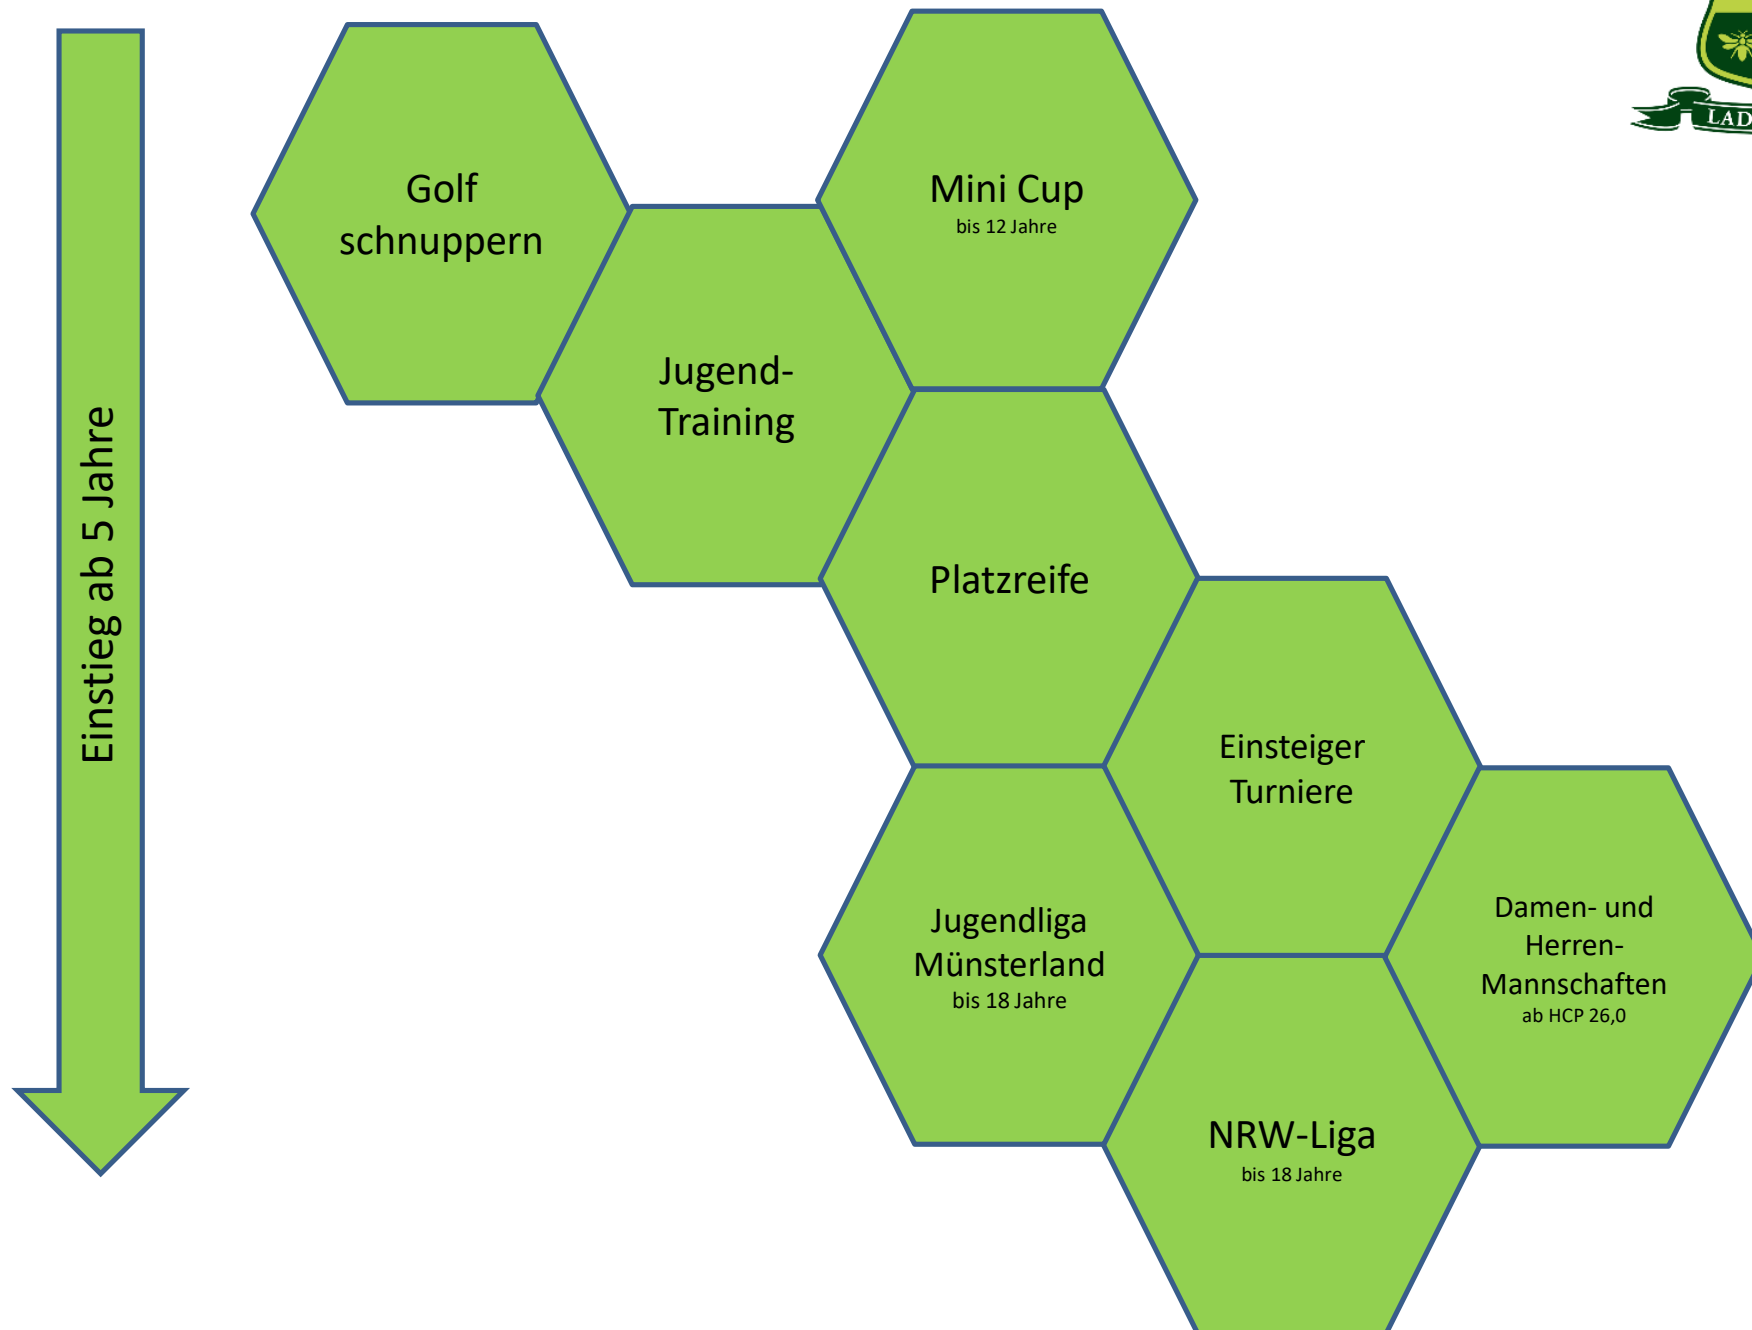 Einstieg ab 5 Jahre
Golf
schnuppern
Mini Cup
bis 12 Jahre
LAD
Jugend-
Training
Platzreife
Einsteiger
Turniere
Jugendliga
Münsterland
bis 18 Jahre
Damen- und
Herren-
Mannschaften
ab HCP 26,0
NRW-Liga
bis 18 Jahre